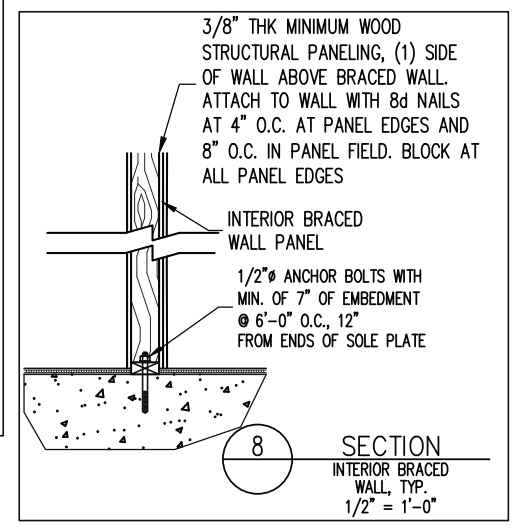 3/8" THK MINIMUM WOOD
STRUCTURAL PANELING, (1) SIDE
OF WALL ABOVE BRACED WALL.
ATTACH TO WALL WITH 8d NAILS
AT 4" O.C. AT PANEL EDGES AND
8" O.C. IN PANEL FIELD. BLOCK AT
ALL PANEL EDGES
INTERIOR BRACED
WALL PANEL
1/2"ø ANCHOR BOLTS WITH
MIN. OF 7" OF EMBEDMENT
@ 6'-0" O.C., 12"
FROM ENDS OF SOLE PLATE
8
SECTION
INTERIOR BRACED
WALL, TYP.
1/2" = 1'-0"